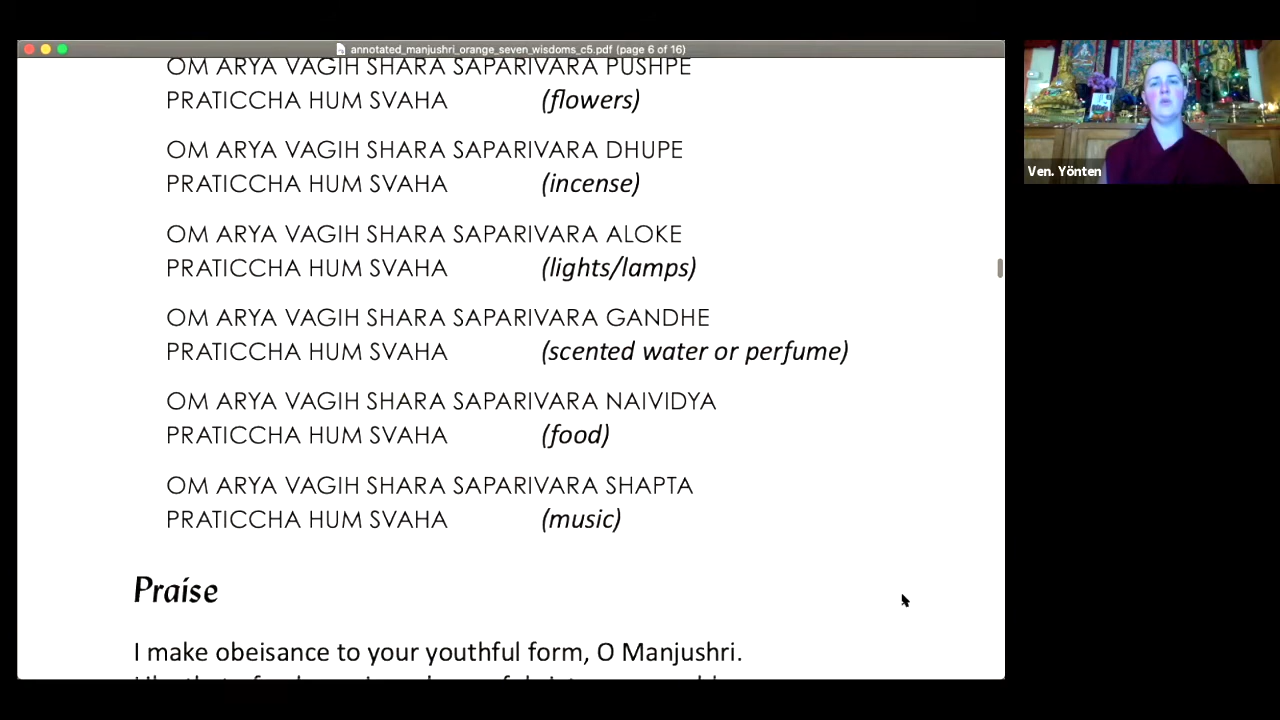 annotated_manjushri_orange_seven_wisdoms_c5.pdf (page 6 of 16)
OM ARYA VAGIH SHARA SAPARIVARA PUSHPE
PRATICCHA HUM SVAHA (flowers)
OM ARYA VAGIH SHARA SAPARIVARA DHUPE
PRATICCHA HUM SVAHA (incense)
OM ARYA VAGIH SHARA SAPARIVARA ALOKE
PRATICCHA HUM SVAHA (lights/lamps)
OM ARYA VAGIH SHARA SAPARIVARA GANDHE
PRATICCHA HUM SVAHA (scented water or perfume)
OM ARYA VAGIH SHARA SAPARIVARA NAIVIDYA
PRATICCHA HUM SVAHA (food)
OM ARYA VAGIH SHARA SAPARIVARA SHAPTA
PRATICCHA HUM SVAHA (music)
Praise
I make obeisance to your youthful form, O Manjushri.
Ven. Yönten